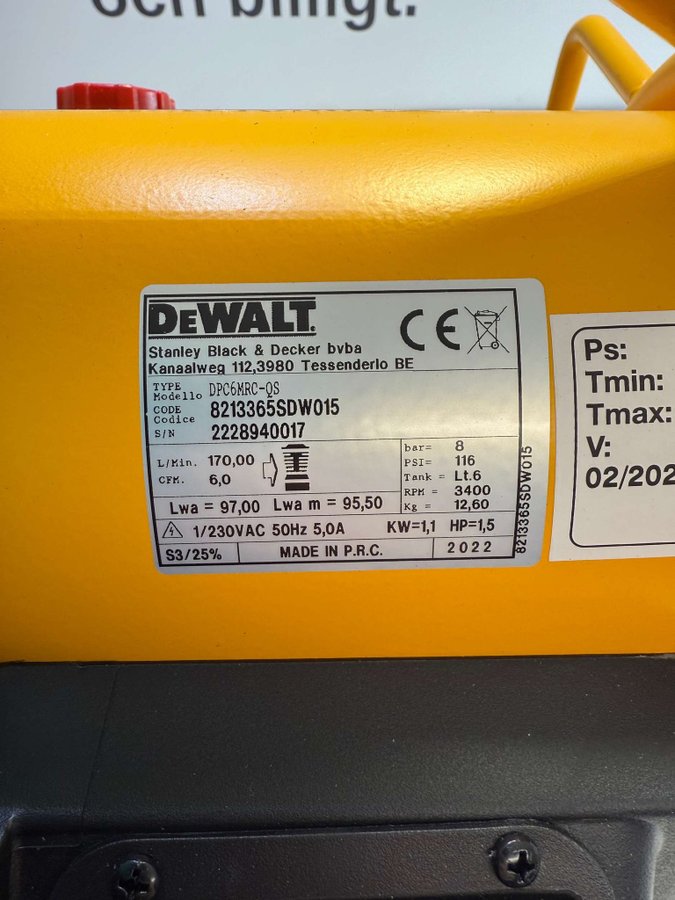 billigt.
DEWALT.
CE
Stanley Black & Decker bvba
Kanaalweg 112,3980 Tessenderlo BE
TYPE
Modello DPC6MRC-QS
CODE
Codice 8213365SDW015
S/N 2228940017
L/Min. 170,00
CFM. 6,0
bar= 8
PSI= 116
Tank = Lt.6
RPM = 3400
Kg = 12,60
Lwa = 97,00 Lwa m = 95,50
1/230VAC 50Hz 5,0A KW=1,1 HP=1,5
S3/25% MADE IN P.R.C. 2022
8213365SDW015
Ps:
Tmin:
Tmax:
V:
02/202